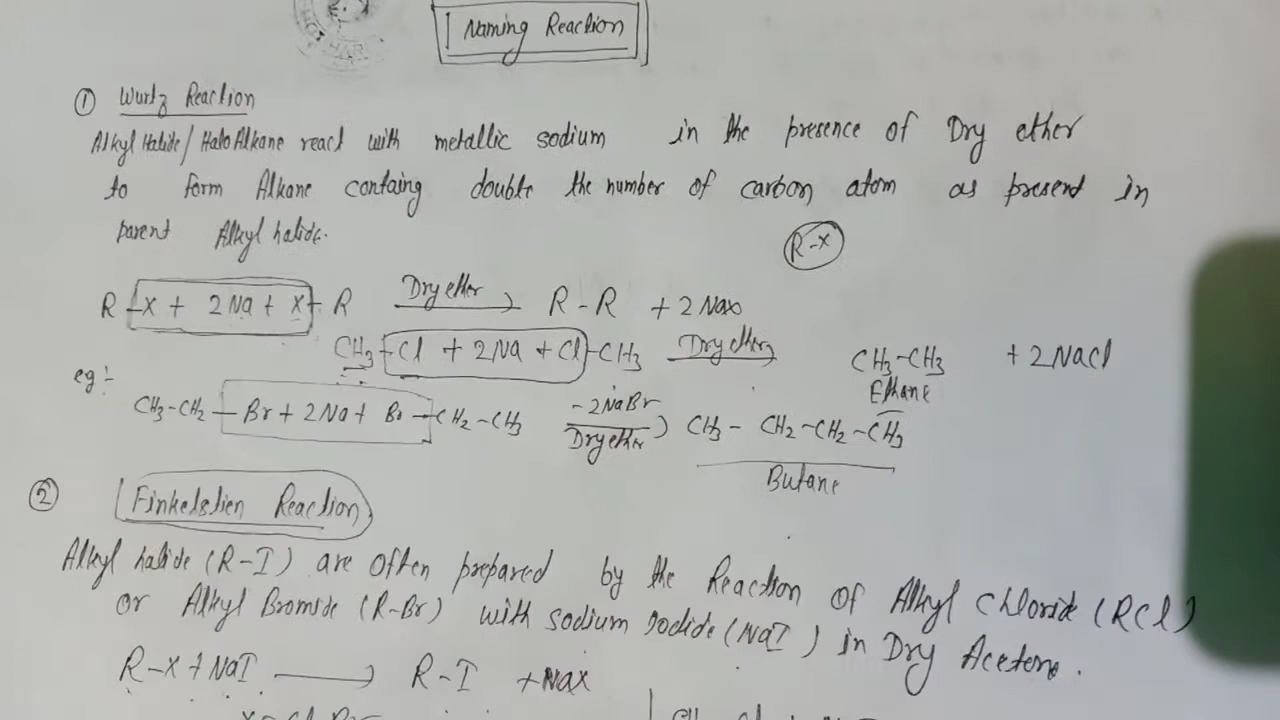 Naming Reaction
① Wurtz Reaction
Alkyl Halide/HaloAlkane react with metallic sodium in the presence of Dry ether
to form Alkane containg double the number of carbon atom as present in
parent Alkyl halide.
R-X
R-X + 2Na + X-R Dry ether → R-R + 2NaX
CH3-Cl + 2Na + Cl-CH3 Dry ether → CH3-CH3 + 2NaCl
Ethane
eg:-
CH3-CH2-Br + 2Na + Br-CH2-CH3 -2NaBr Dry ether → CH3-CH2-CH2-CH3
Butane
② Finkelstien Reaction
Alkyl halide (R-I) are often prepared by the Reaction of Alkyl Chloride (RCl)
or Alkyl Bromide (R-Br) with sodium Iodide (NaI) in Dry Acetone.
R-X + NaI → R-I + NaX